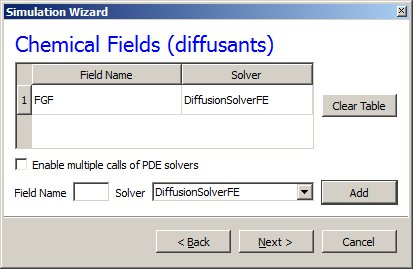 Simulation Wizard
Chemical Fields (diffusants)
Field Name Solver
1 FGF DiffusionSolverFE
Clear Table
Enable multiple calls of PDE solvers
Field Name Solver DiffusionSolverFE Add
< Back Next > Cancel